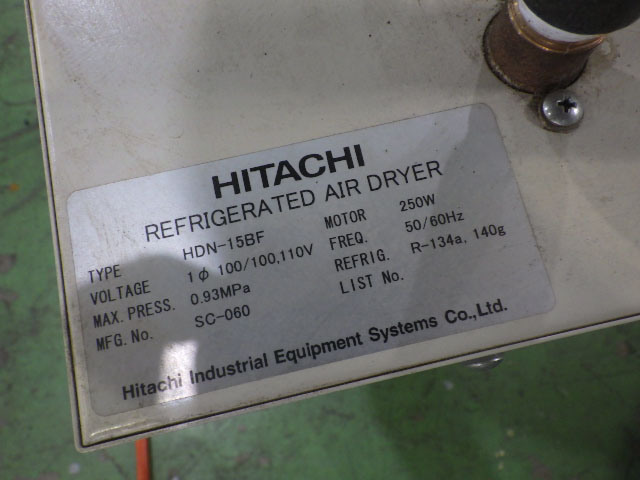 HITACHI
REFRIGERATED AIR DRYER
TYPE HDN-15BF MOTOR 250W
VOLTAGE 1φ 100/100,110V FREQ. 50/60Hz
MAX. PRESS. 0.93MPa REFRIG. R-134a, 140g
MFG. No. SC-060 LIST No.
Hitachi Industrial Equipment Systems Co.,Ltd.